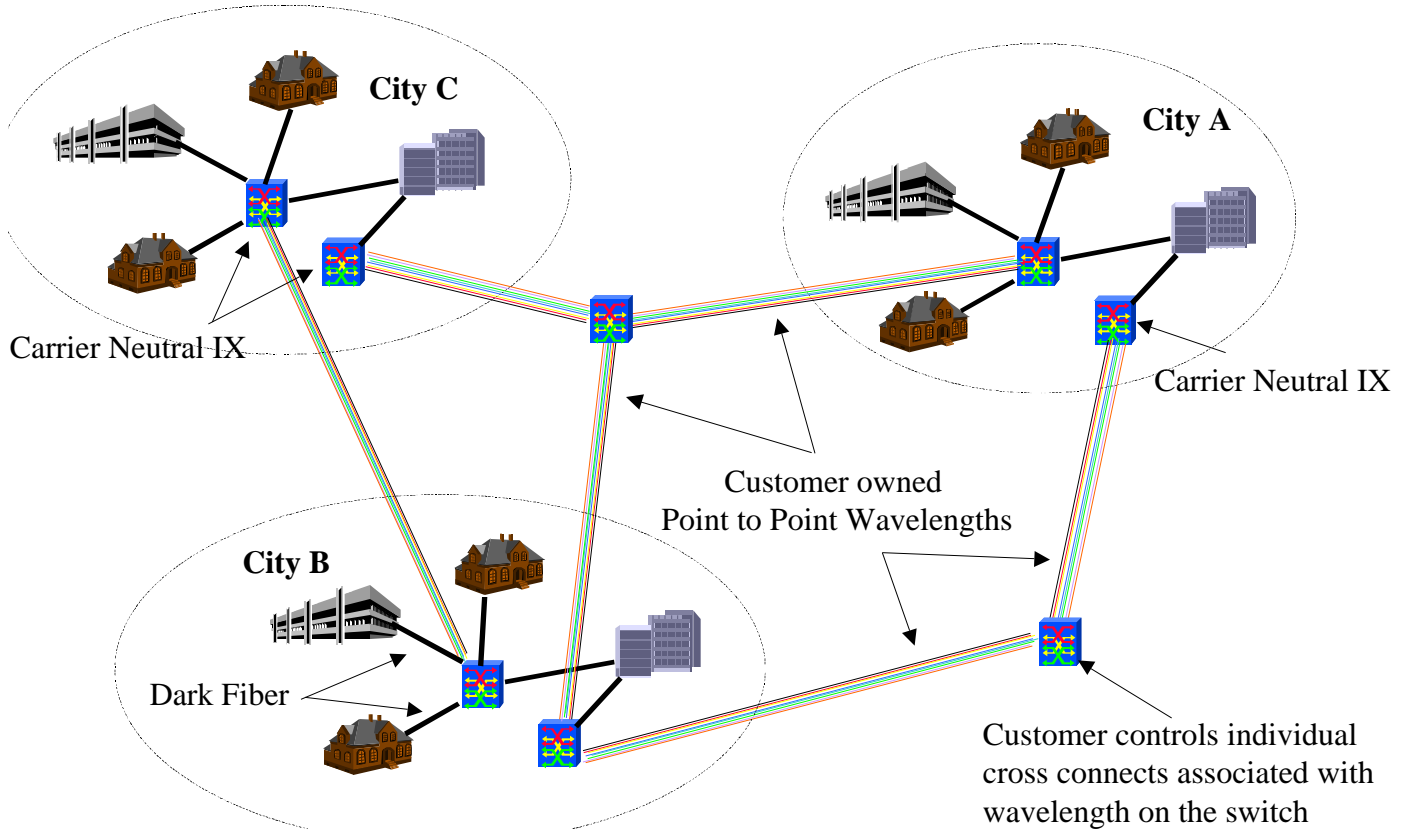 City C
City A
Carrier Neutral IX
Carrier Neutral IX
Customer owned
Point to Point Wavelengths
City B
Dark Fiber
Customer controls individual
cross connects associated with
wavelength on the switch